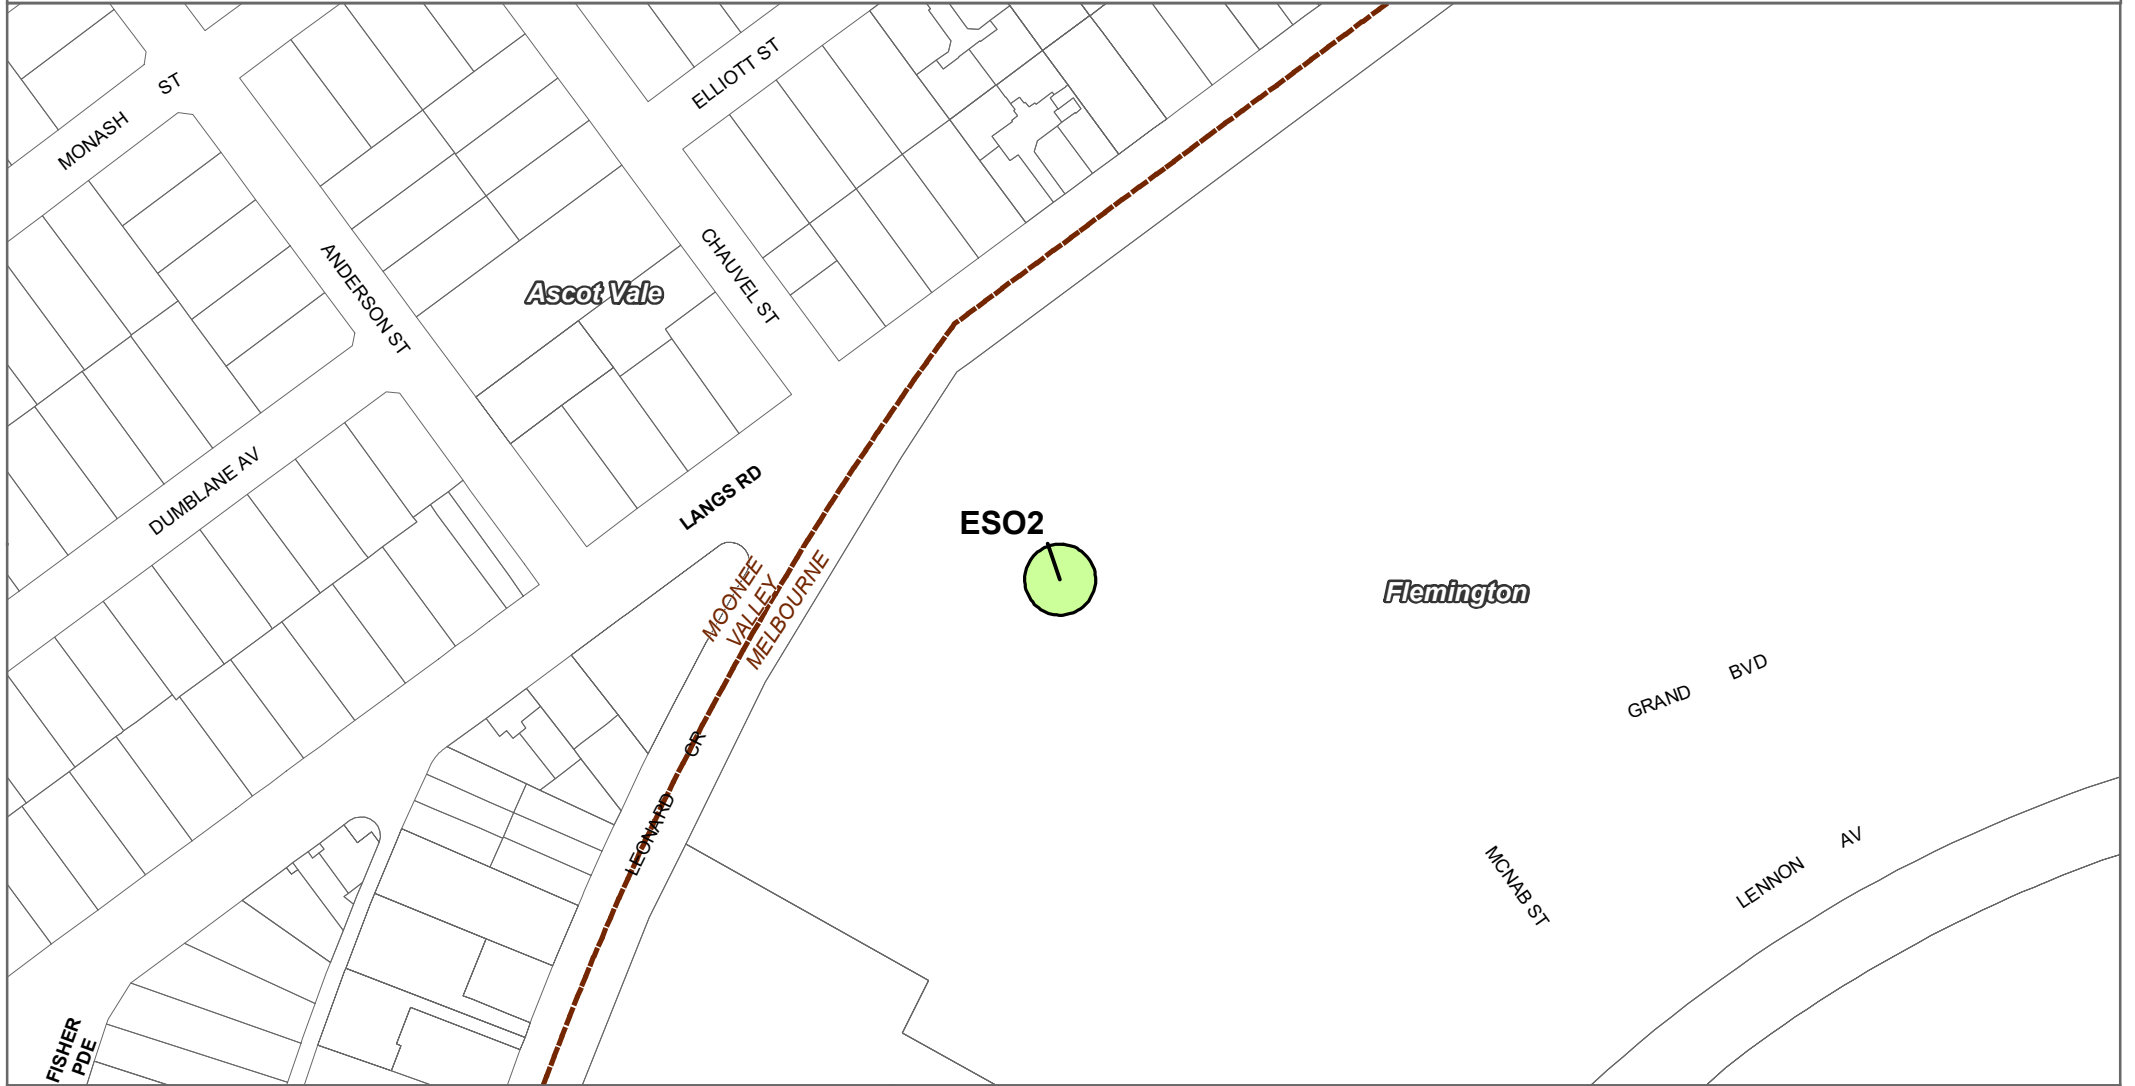 MONASH ST
ELLIOTT ST
ANDERSON ST
Ascot Vale
CHAUVEL ST
DUMBLANE AV
LANGS RD
ESO2
MOONEE
VALLEY
MELBOURNE
Flemington
GRAND BVD
LEONARD CR
MCNAB ST
LENNON AV
FISHER
PDE